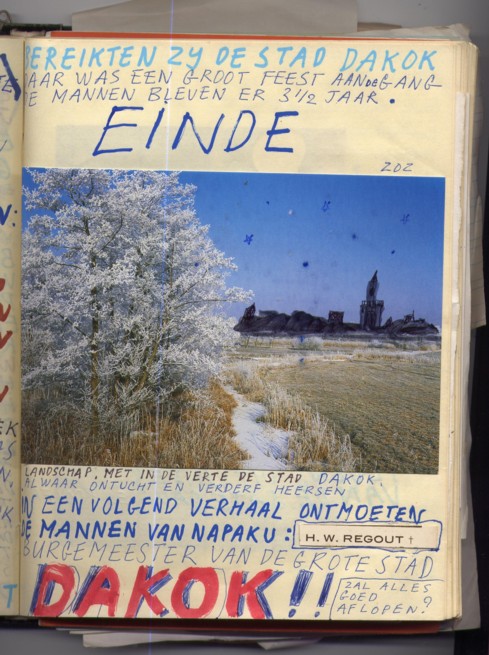 BEREIKTEN ZY DE STAD DAKOK
DAAR WAS EEN GROOT FEEST AAN DE GANG
DE MANNEN BLEVEN ER 3½ JAAR.
EINDE
ZOZ
LANDSCHAP, MET IN DE VERTE DE STAD DAKOK.
ALWAAR ONTUCHT EN VERDERF HEERSEN
IN EEN VOLGEND VERHAAL ONTMOETEN
DE MANNEN VAN NAPAKU: H. W. REGOUT †
BURGEMEESTER VAN DE GROTE STAD
DAKOK!!
ZAL ALLES
GOED
AFLOPEN?